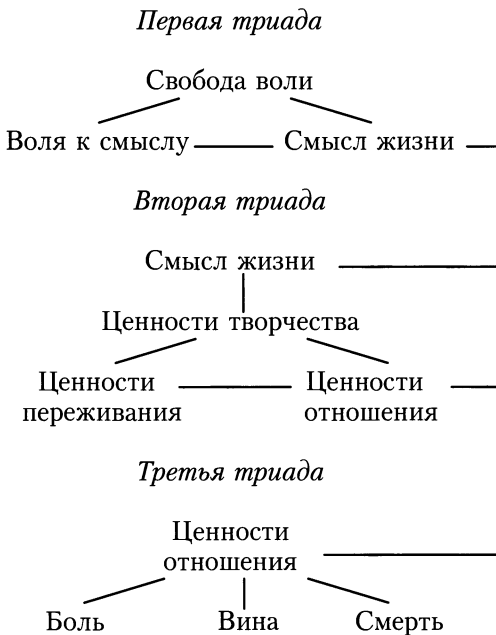 Первая триада
Свобода воли
Воля к смыслу Смысл жизни
Вторая триада
Смысл жизни
Ценности творчества
Ценности Ценности
переживания отношения
Третья триада
Ценности
отношения
Боль Вина Смерть